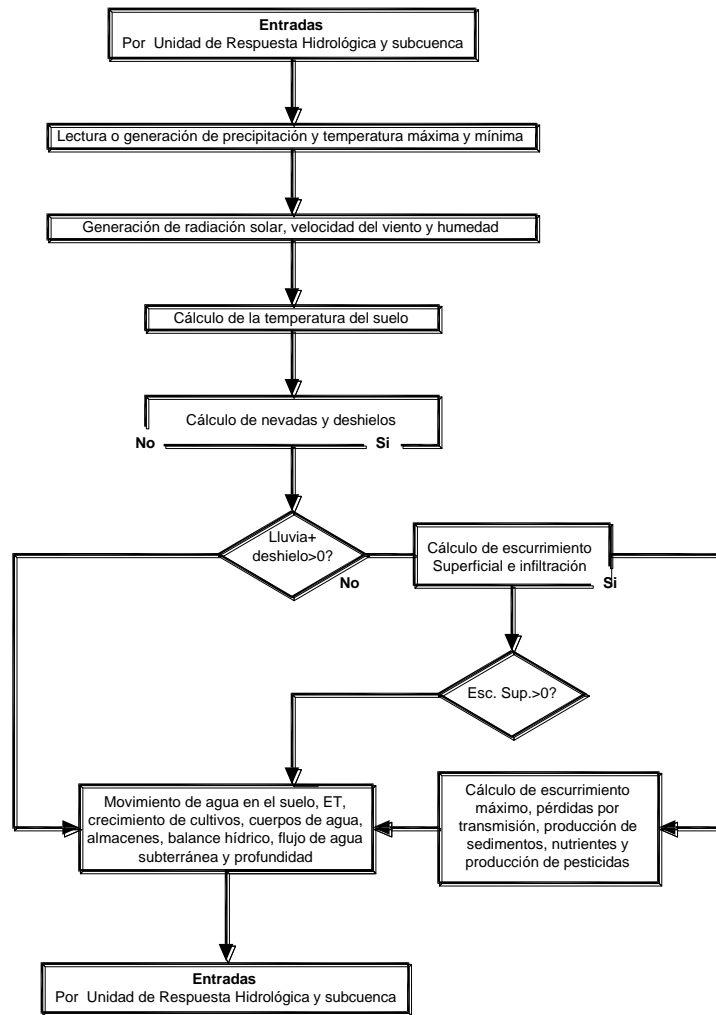 Entradas
Por Unidad de Respuesta Hidrológica y subcuenca
Lectura o generación de precipitación y temperatura máxima y mínima
Generación de radiación solar, velocidad del viento y humedad
Cálculo de la temperatura del suelo
Cálculo de nevadas y deshielos
No
Si
Lluvia+
deshielo>0?
No
Cálculo de escurrimiento
Superficial e infiltración
Si
Esc. Sup.>0?
Movimiento de agua en el suelo, ET,
crecimiento de cultivos, cuerpos de agua,
almacenes, balance hídrico, flujo de agua
subterránea y profundidad
Cálculo de escurrimiento
máximo, pérdidas por
transmisión, producción de
sedimentos, nutrientes y
producción de pesticidas
Entradas
Por Unidad de Respuesta Hidrológica y subcuenca